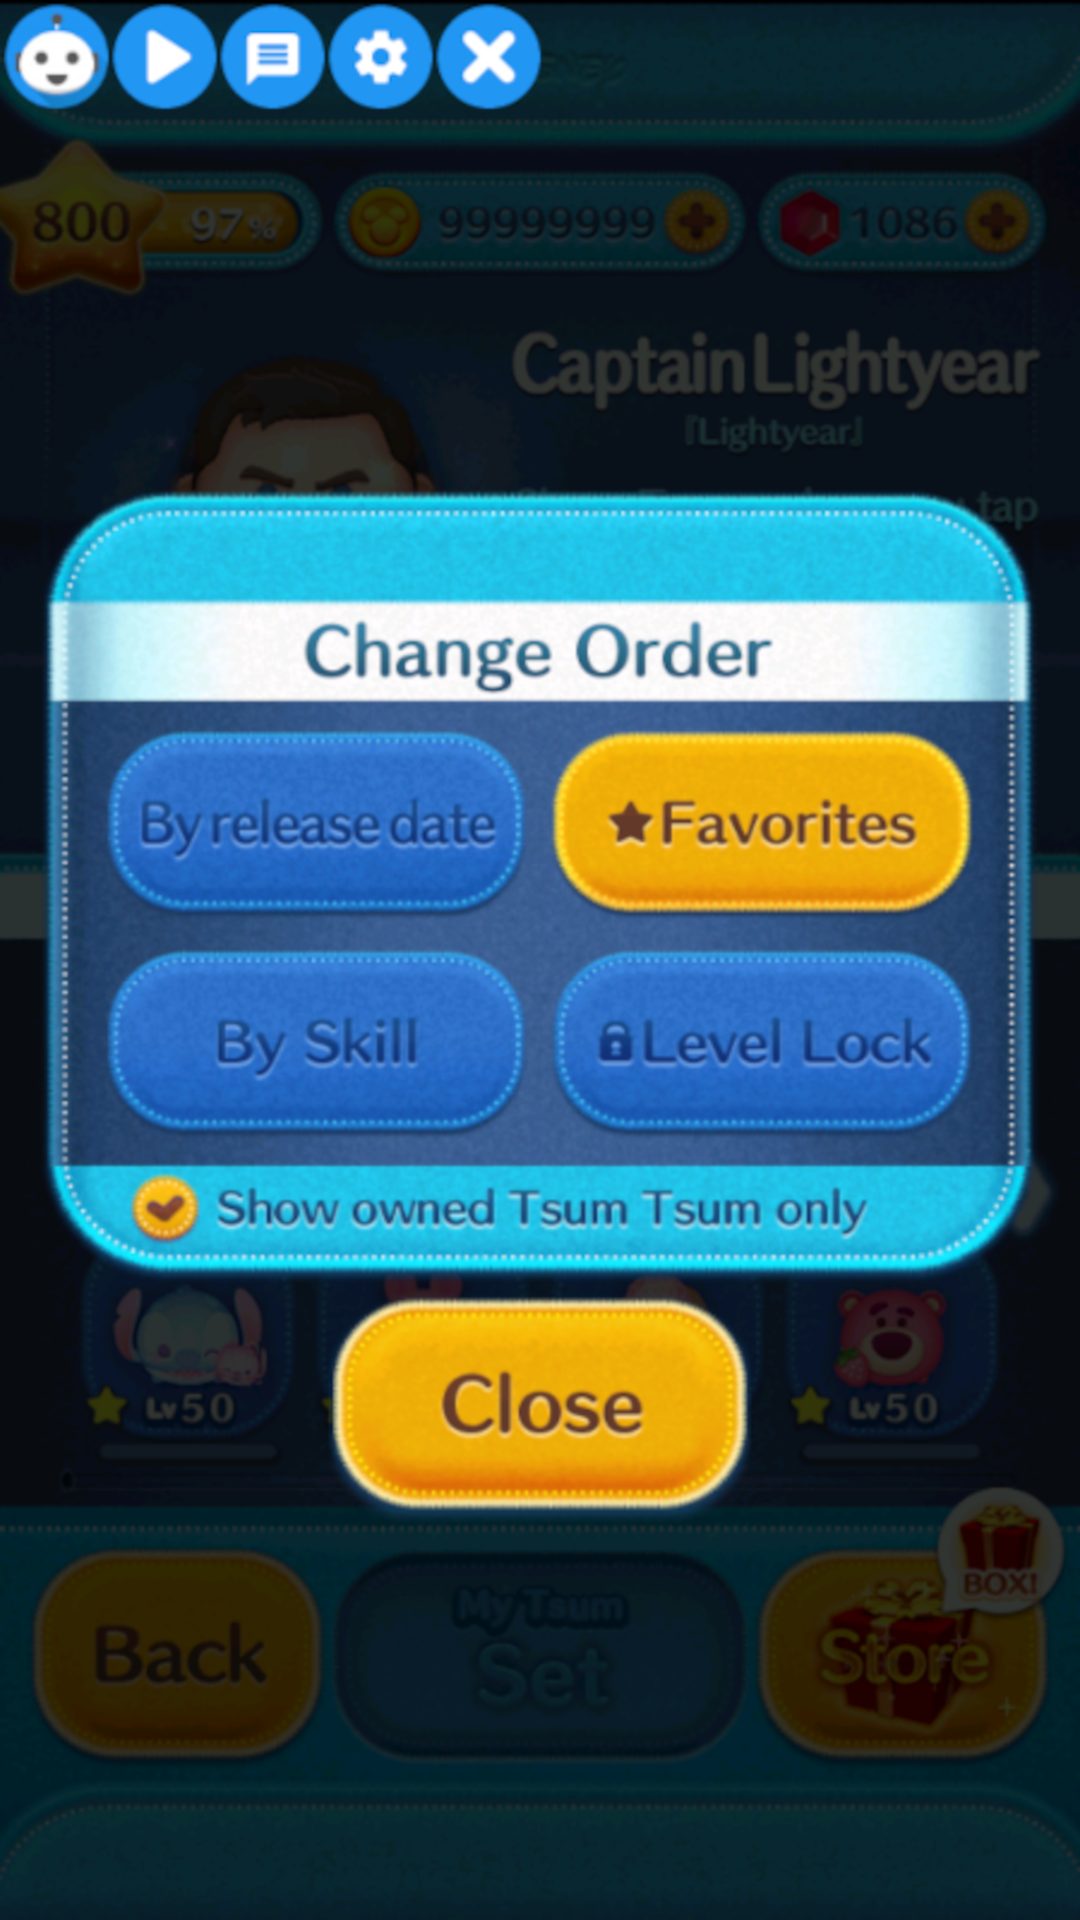 800
97%
99999999
1086
Captain Lightyear
『Lightyear』
tap
Change Order
By release date
★Favorites
By Skill
Level Lock
Show owned Tsum Tsum only
Lv50
Lv50
Close
BOX!
Back
My Tsum
Set
Store